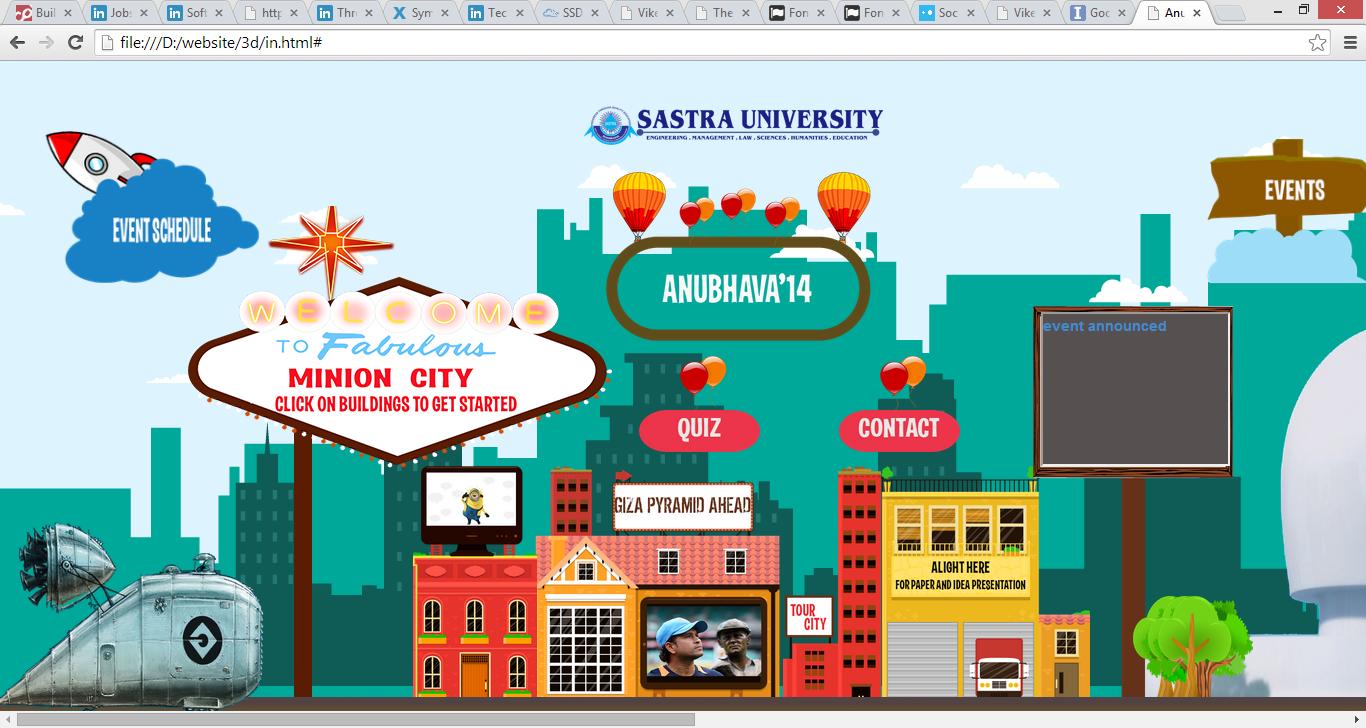 Buil
Jobs
Soft
http
Thre
Sym
Tec
SSD
Vike
The
Fon
Fon
Soc
Vike
Goo
Anu
file:///D:/website/3d/in.html#
SASTRA UNIVERSITY
ENGINEERING . MANAGEMENT . LAW . SCIENCES . HUMANITIES . EDUCATION
EVENT SCHEDULE
EVENTS
ANUBHAVA'14
WELCOME
TO Fabulous
MINION CITY
CLICK ON BUILDINGS TO GET STARTED
event announced
QUIZ
CONTACT
GIZA PYRAMID AHEAD
ALIGHT HERE
FOR PAPER AND IDEA PRESENTATION
TOUR
CITY